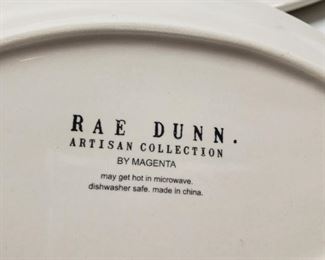 RAE DUNN.
ARTISAN COLLECTION
BY MAGENTA
may get hot in microwave.
dishwasher safe. made in china.